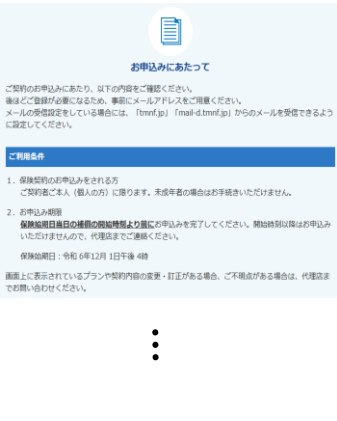 お申込みにあたって
ご契約のお申込みにあたり、以下の内容をご確認ください。
後ほどご登録が必要になるため、事前にメールアドレスをご用意ください。
メールの受信設定をしている場合には、「tmnf.jp」「mail-d.tmnf.jp」からのメールを受信できるよう
に設定してください。
ご利用条件
1．保険契約のお申込みをされる方
ご契約者ご本人（個人の方）に限ります。未成年者の場合はお手続きいただけません。
2．お申込み期限
保険始期日当日の補償の開始時刻より前にお申込みを完了してください。開始時刻以降はお申込み
いただけませんので、代理店までご連絡ください。
保険始期日：令和 6年12月 1日午後 4時
画面上に表示されているプランや契約内容の変更・訂正がある場合、ご不明点がある場合は、代理店ま
でお問い合わせください。